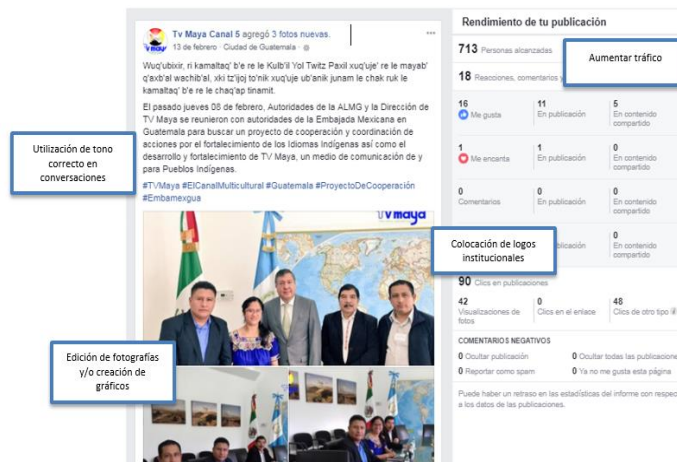 Tv Maya Canal 5 agregó 3 fotos nuevas.
13 de febrero · Ciudad de Guatemala ·
Wuq'ubixir, ri kamaltaq' b'e re le Kulb'il Yol Twitz Paxil xuq'uje' re le mayab'
q'axb'al wachib'al, xki tz'ijoj to'nik xuq'uje ub'anik junam le chak ruk le
kamaltaq' b'e re le chaq'ap tinamit.
El pasado jueves 08 de febrero, Autoridades de la ALMG y la Dirección de
TV Maya se reunieron con autoridades de la Embajada Mexicana en
Guatemala para buscar un proyecto de cooperación y coordinación de
acciones por el fortalecimiento de los Idiomas Indígenas así como el
desarrollo y fortalecimiento de TV Maya, un medio de comunicación de y
para Pueblos Indígenas.
#TVMaya #ElCanalMulticultural #Guatemala #ProyectoDeCooperación
#Embamexgua
tvmaya
Utilización de tono
correcto en
conversaciones
Edición de fotografías
y/o creación de
gráficos
Colocación de logos
institucionales
Aumentar tráfico
Rendimiento de tu publicación
713 Personas alcanzadas
18 Reacciones, comentarios y
16
Me gusta
11
En publicación
5
En contenido
compartido
1
Me encanta
1
En publicación
0
En contenido
compartido
0
Comentarios
0
En publicación
0
En contenido
compartido
0
En contenido
compartido
90 Clics en publicaciones
42
Visualizaciones de
fotos
0
Clics en el enlace
48
Clics de otro tipo
COMENTARIOS NEGATIVOS
0 Ocultar publicación
0 Ocultar todas las publicacione
0 Reportar como spam
0 Ya no me gusta esta página
Puede haber un retraso en las estadísticas del informe con respec
a los datos de las publicaciones.